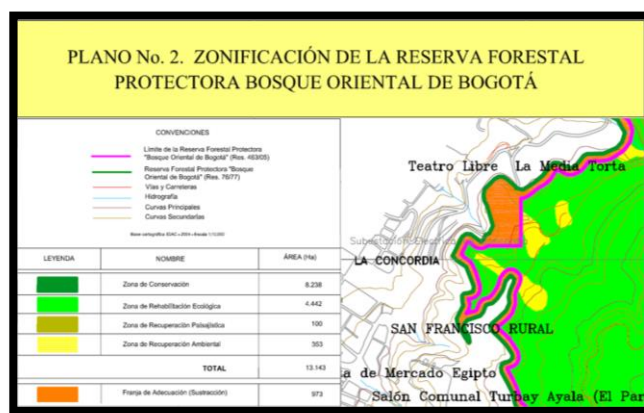 PLANO No. 2. ZONIFICACIÓN DE LA RESERVA FORESTAL
PROTECTORA BOSQUE ORIENTAL DE BOGOTÁ
CONVENCIONES
Límite de la Reserva Forestal Protectora
"Bosque Oriental de Bogotá" (Res. 463/05)
Reserva Forestal Protectora "Bosque
Oriental de Bogotá" (Res. 76/77)
Vías y Carreteras
Hidrografía
Curvas Principales
Curvas Secundarias
LEYENDA NOMBRE ÁREA (Ha)
Zona de Conservación 8.238
Zona de Rehabilitación Ecológica 4.442
Zona de Recuperación Paisajística 100
Zona de Recuperación Ambiental 353
TOTAL 13.143
Franja de Adecuación (Sustracción) 973
Teatro Libre La Media Torta
LA CONCORDIA
SAN FRANCISCO RURAL
a de Mercado Egipto
Salón Comunal Turbay Ayala (El Par